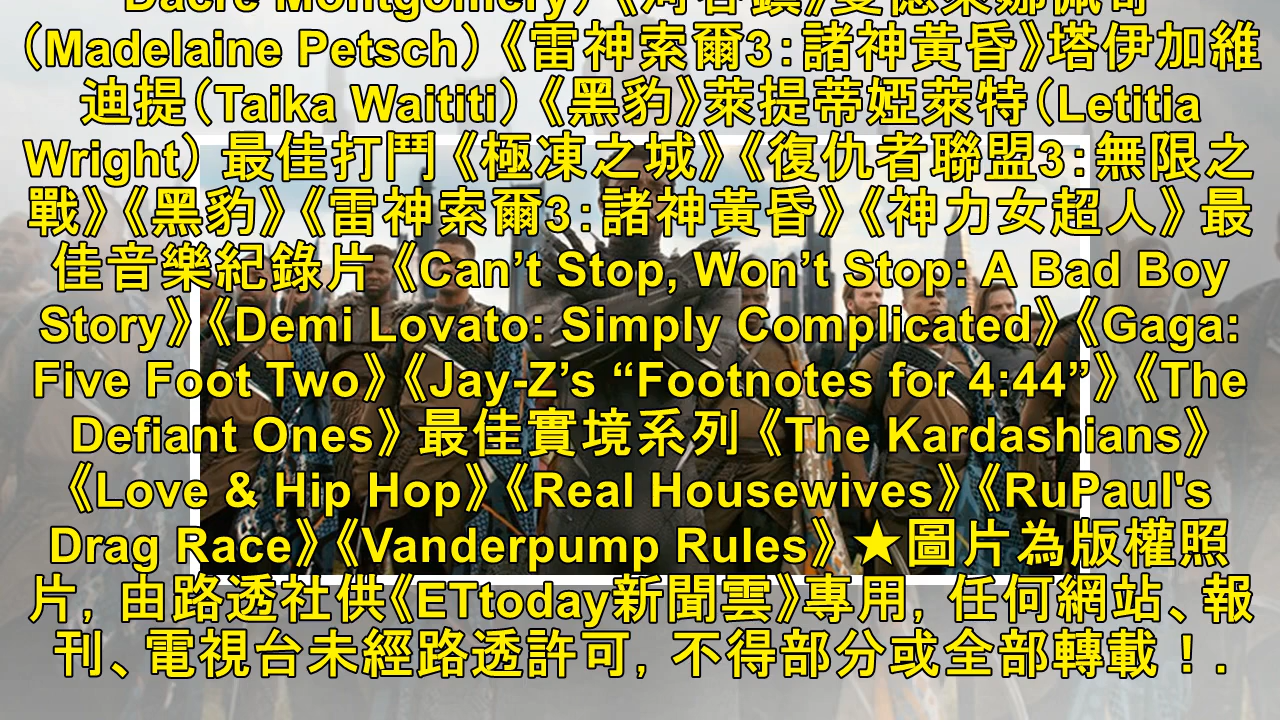 Dacre Montgomery）《河谷鎮》
（Madelaine Petsch）《雷神索爾3：諸神黃昏》塔伊加維
迪提（Taika Waititi）《黑豹》萊提蒂婭萊特（Letitia
Wright） 最佳打鬥《極凍之城》《復仇者聯盟3：無限之
戰》《黑豹》《雷神索爾3：諸神黃昏》《神力女超人》 最
佳音樂紀錄片《Can’t Stop, Won’t Stop: A Bad Boy
Story》《Demi Lovato: Simply Complicated》《Gaga:
Five Foot Two》《Jay-Z’s “Footnotes for 4:44”》《The
Defiant Ones》 最佳實境系列《The Kardashians》
《Love & Hip Hop》《Real Housewives》《RuPaul's
Drag Race》《Vanderpump Rules》★圖片為版權照
片，由路透社供《ETtoday新聞雲》專用，任何網站、報
刊、電視台未經路透許可，不得部分或全部轉載！.